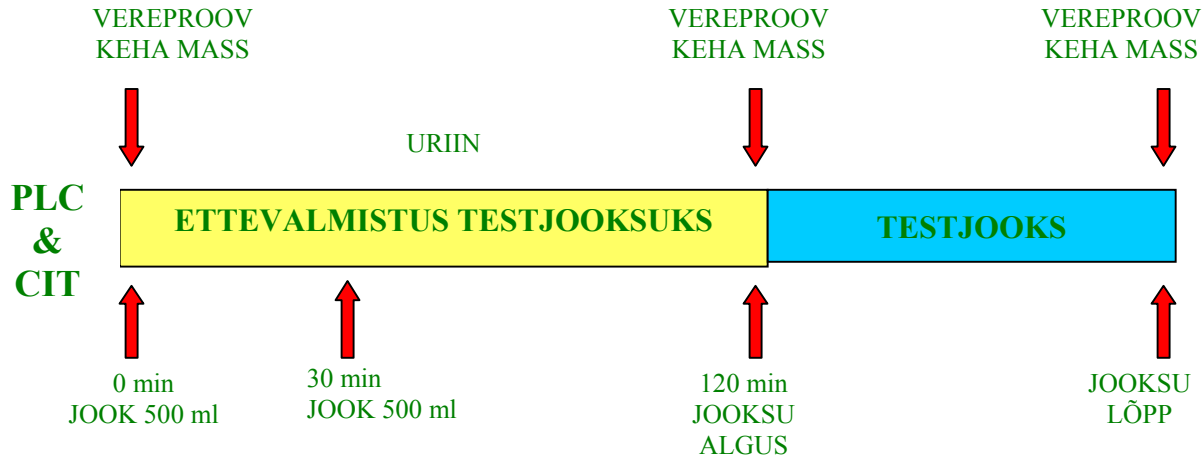 VEREPROOV
KEHA MASS
VEREPROOV
KEHA MASS
VEREPROOV
KEHA MASS
URIIN
PLC
&
CIT
ETTEVALMISTUS TESTJOOKSUKS
TESTJOOKS
0 min
JOOK 500 ml
30 min
JOOK 500 ml
120 min
JOOKSU
ALGUS
JOOKSU
LÕPP